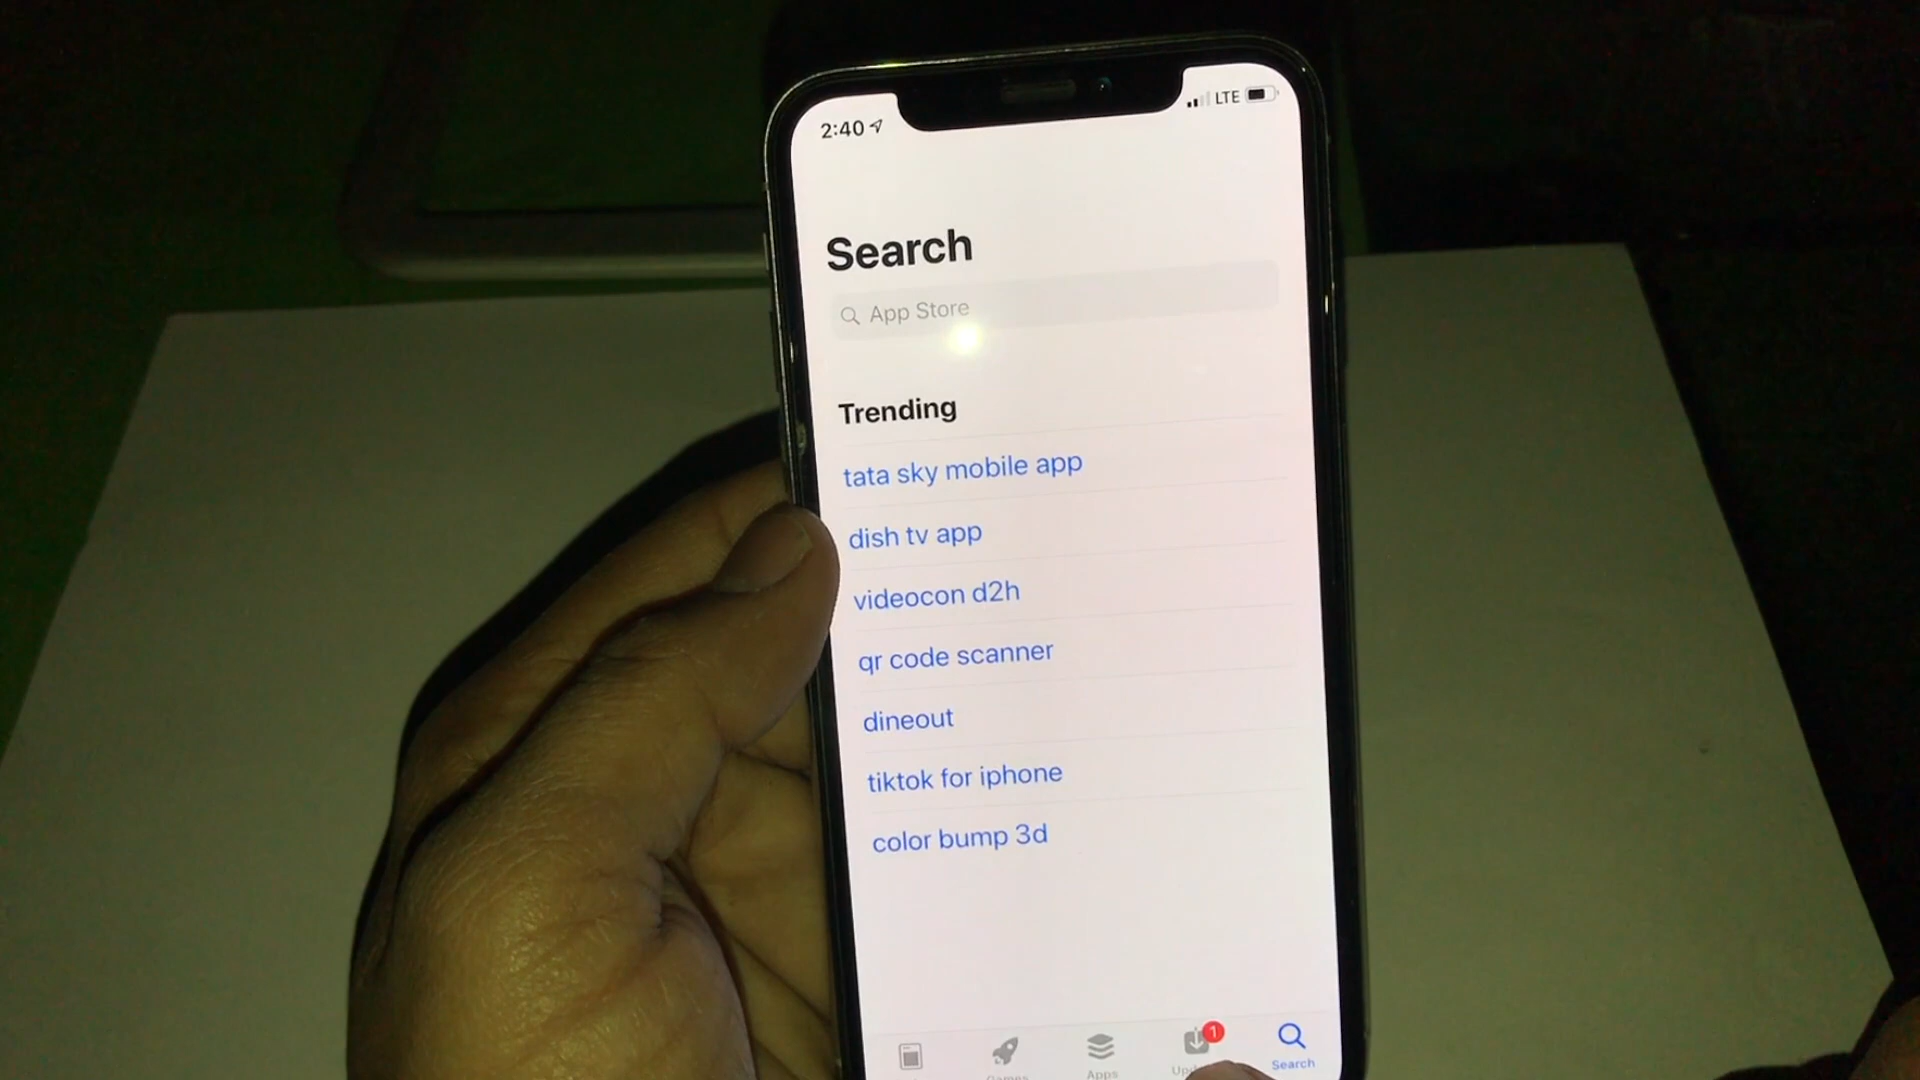 2:40
LTE
Search
App Store
Trending
tata sky mobile app
dish tv app
videocon d2h
qr code scanner
dineout
tiktok for iphone
color bump 3d
1
Games
Apps
Search